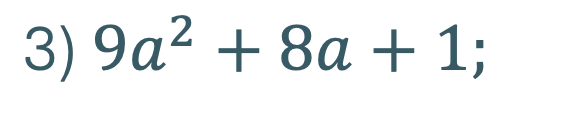 3) 9a² + 8a + 1;